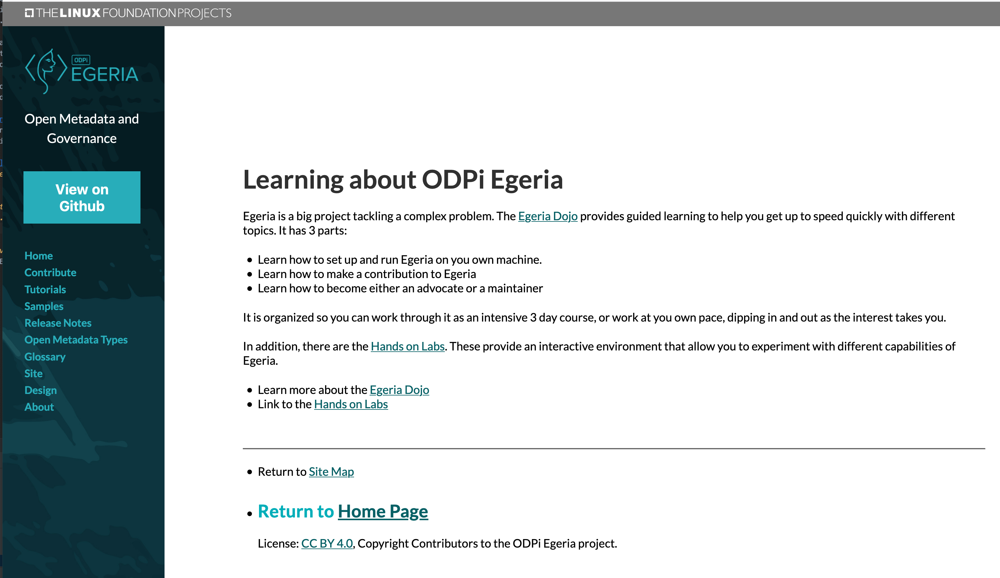 THE LINUX FOUNDATION PROJECTS
ODPi
EGERIA
Open Metadata and
Governance
View on
Github
Home
Contribute
Tutorials
Samples
Release Notes
Open Metadata Types
Glossary
Site
Design
About
Learning about ODPi Egeria
Egeria is a big project tackling a complex problem. The Egeria Dojo provides guided learning to help you get up to speed quickly with different
topics. It has 3 parts:
• Learn how to set up and run Egeria on you own machine.
• Learn how to make a contribution to Egeria
• Learn how to become either an advocate or a maintainer
It is organized so you can work through it as an intensive 3 day course, or work at you own pace, dipping in and out as the interest takes you.
In addition, there are the Hands on Labs. These provide an interactive environment that allow you to experiment with different capabilities of
Egeria.
• Learn more about the Egeria Dojo
• Link to the Hands on Labs
• Return to Site Map
• Return to Home Page
License: CC BY 4.0, Copyright Contributors to the ODPi Egeria project.